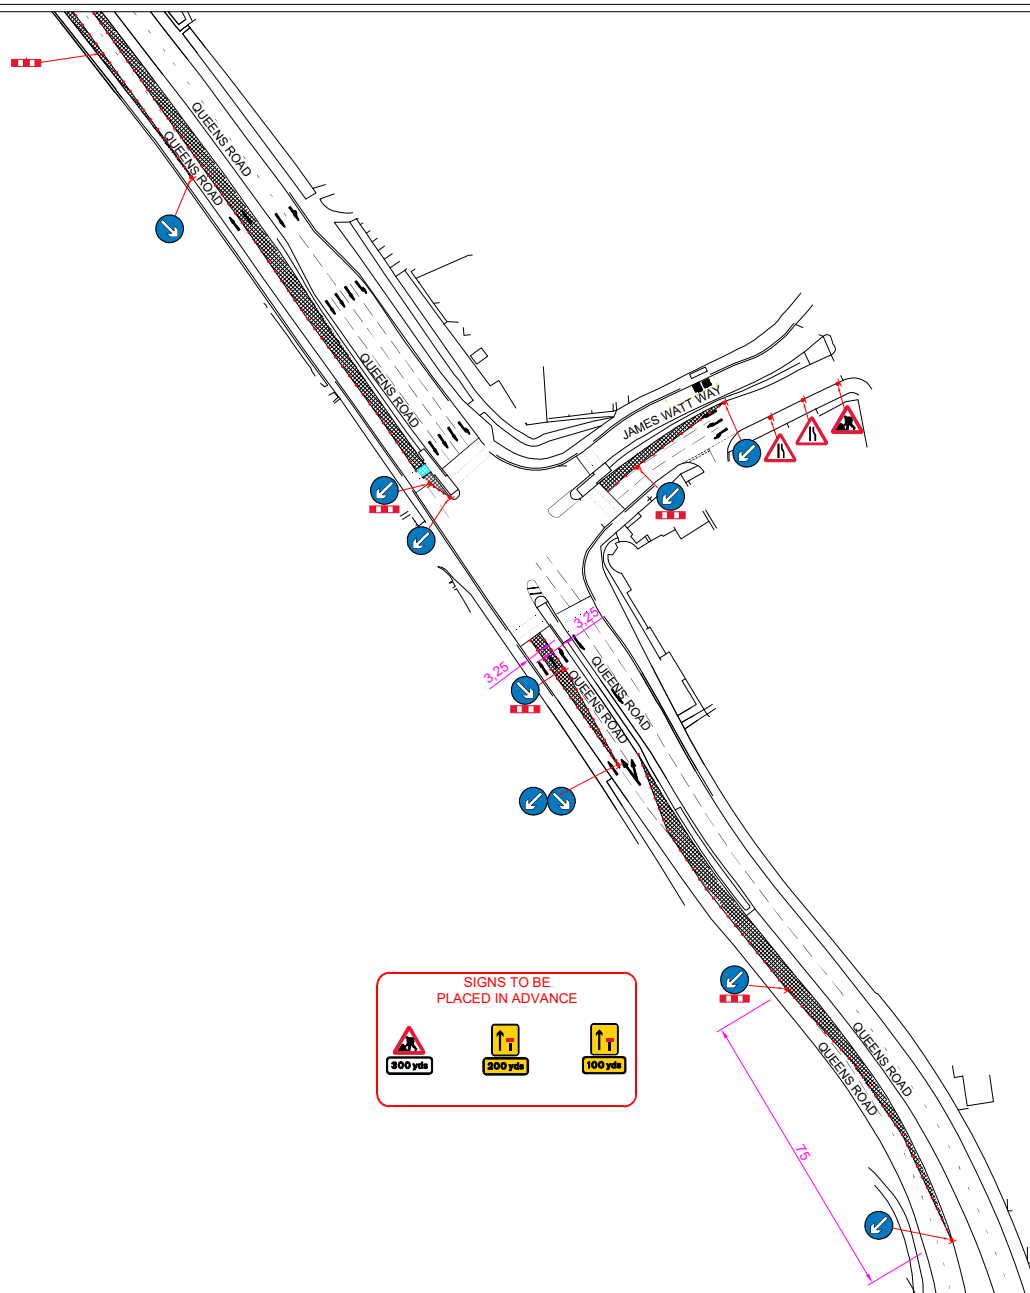 QUEENS ROAD
QUEENS ROAD
QUEENS ROAD
JAMES WATT WAY
3,25
3,25
QUEENS ROAD
QUEENS ROAD
SIGNS TO BE
PLACED IN ADVANCE
300 yds
200 yds
100 yds
QUEENS ROAD
QUEENS ROAD
75